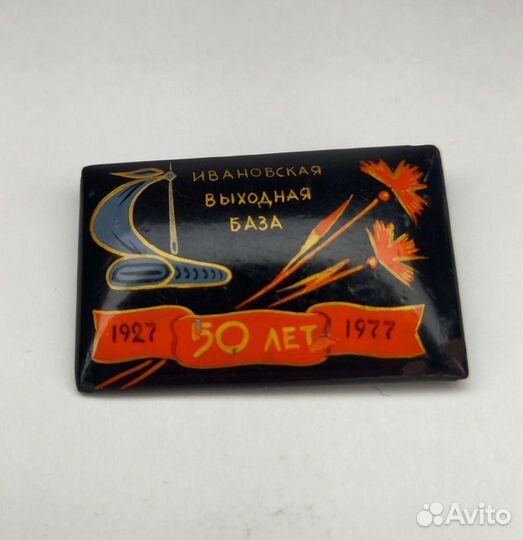 ИВАНОВСКАЯ
ВЫХОДНАЯ
БАЗА
1927 50 ЛЕТ 1977
Avito